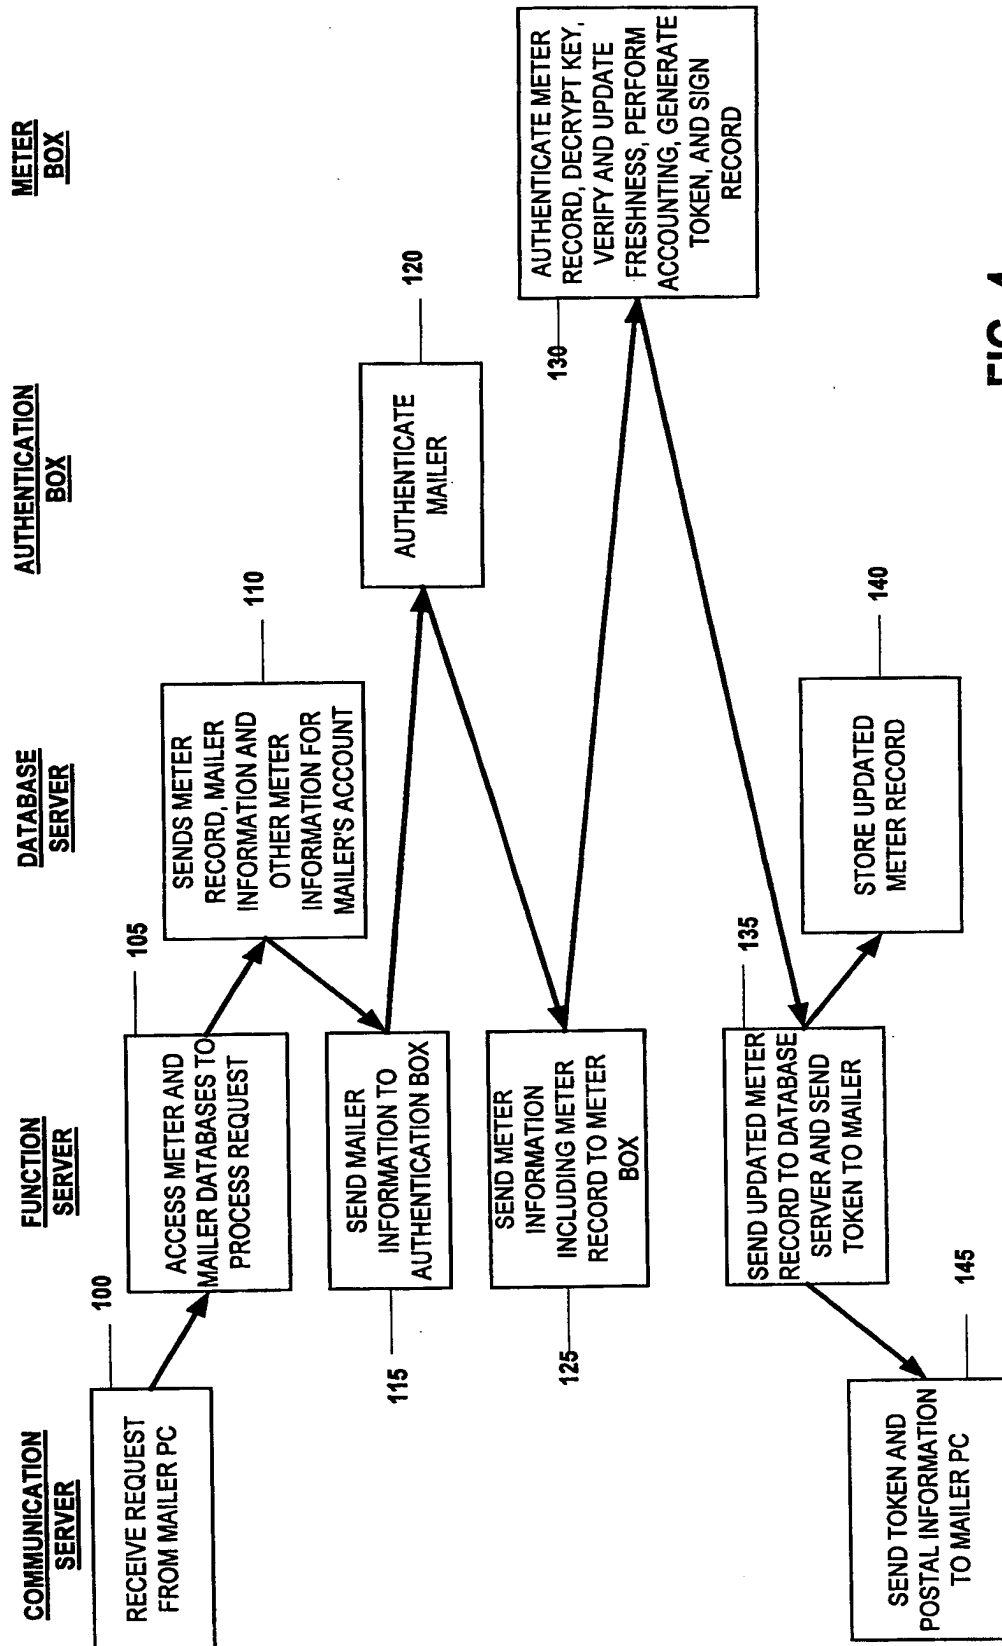 COMMUNICATION
SERVER
FUNCTION
SERVER
DATABASE
SERVER
AUTHENTICATION
BOX
METER
BOX
RECEIVE REQUEST
FROM MAILER PC
100
ACCESS METER AND
MAILER DATABASES TO
PROCESS REQUEST
105
SENDS METER
RECORD, MAILER
INFORMATION AND
OTHER METER
INFORMATION FOR
MAILER'S ACCOUNT
110
SEND MAILER
INFORMATION TO
AUTHENTICATION BOX
115
AUTHENTICATE
MAILER
120
SEND METER
INFORMATION
INCLUDING METER
RECORD TO METER
BOX
125
AUTHENTICATE METER
RECORD, DECRYPT KEY,
VERIFY AND UPDATE
FRESHNESS, PERFORM
ACCOUNTING, GENERATE
TOKEN, AND SIGN
RECORD
130
SEND UPDATED METER
RECORD TO DATABASE
SERVER AND SEND
TOKEN TO MAILER
135
STORE UPDATED
METER RECORD
140
SEND TOKEN AND
POSTAL INFORMATION
TO MAILER PC
145